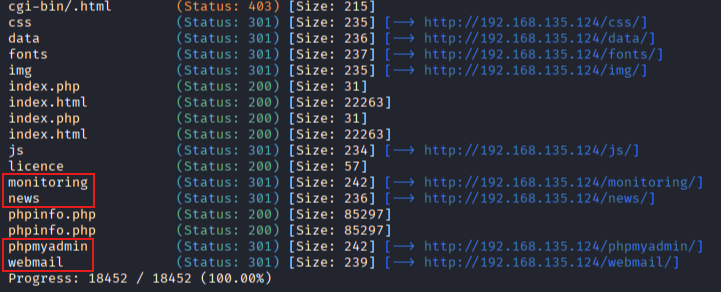 cgi-bin/.html (Status: 403) [Size: 215]
css (Status: 301) [Size: 235] [--> http://192.168.135.124/css/]
data (Status: 301) [Size: 236] [--> http://192.168.135.124/data/]
fonts (Status: 301) [Size: 237] [--> http://192.168.135.124/fonts/]
img (Status: 301) [Size: 235] [--> http://192.168.135.124/img/]
index.php (Status: 200) [Size: 31]
index.html (Status: 200) [Size: 22263]
index.php (Status: 200) [Size: 31]
index.html (Status: 200) [Size: 22263]
js (Status: 301) [Size: 234] [--> http://192.168.135.124/js/]
licence (Status: 200) [Size: 57]
monitoring (Status: 301) [Size: 242] [--> http://192.168.135.124/monitoring/]
news (Status: 301) [Size: 236] [--> http://192.168.135.124/news/]
phpinfo.php (Status: 200) [Size: 85297]
phpinfo.php (Status: 200) [Size: 85297]
phpmyadmin (Status: 301) [Size: 242] [--> http://192.168.135.124/phpmyadmin/]
webmail (Status: 301) [Size: 239] [--> http://192.168.135.124/webmail/]
Progress: 18452 / 18452 (100.00%)